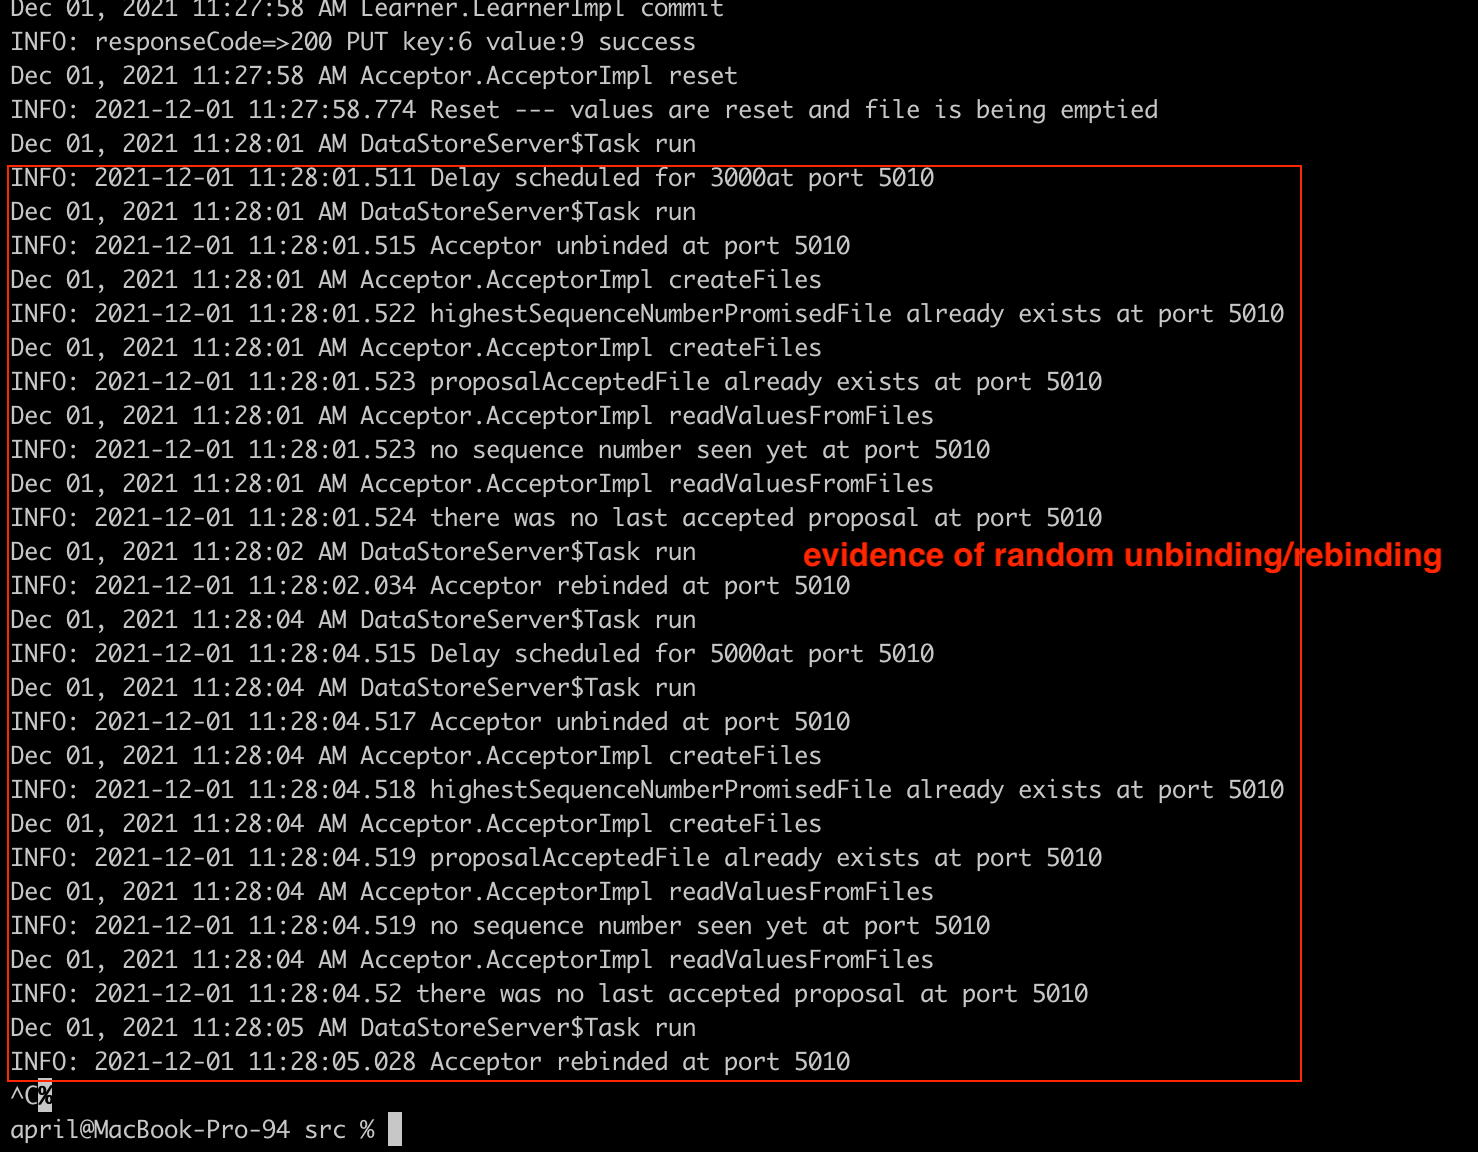 Dec 01, 2021 11:27:58 AM Learner.LearnerImpl commit
INFO: responseCode=>200 PUT key:6 value:9 success
Dec 01, 2021 11:27:58 AM Acceptor.AcceptorImpl reset
INFO: 2021-12-01 11:27:58.774 Reset --- values are reset and file is being emptied
Dec 01, 2021 11:28:01 AM DataStoreServer$Task run
INFO: 2021-12-01 11:28:01.511 Delay scheduled for 3000at port 5010
Dec 01, 2021 11:28:01 AM DataStoreServer$Task run
INFO: 2021-12-01 11:28:01.515 Acceptor unbinded at port 5010
Dec 01, 2021 11:28:01 AM Acceptor.AcceptorImpl createFiles
INFO: 2021-12-01 11:28:01.522 highestSequenceNumberPromisedFile already exists at port 5010
Dec 01, 2021 11:28:01 AM Acceptor.AcceptorImpl createFiles
INFO: 2021-12-01 11:28:01.523 proposalAcceptedFile already exists at port 5010
Dec 01, 2021 11:28:01 AM Acceptor.AcceptorImpl readValuesFromFiles
INFO: 2021-12-01 11:28:01.523 no sequence number seen yet at port 5010
Dec 01, 2021 11:28:01 AM Acceptor.AcceptorImpl readValuesFromFiles
INFO: 2021-12-01 11:28:01.524 there was no last accepted proposal at port 5010
Dec 01, 2021 11:28:02 AM DataStoreServer$Task run
evidence of random unbinding/rebinding
INFO: 2021-12-01 11:28:02.034 Acceptor rebinded at port 5010
Dec 01, 2021 11:28:04 AM DataStoreServer$Task run
INFO: 2021-12-01 11:28:04.515 Delay scheduled for 5000at port 5010
Dec 01, 2021 11:28:04 AM DataStoreServer$Task run
INFO: 2021-12-01 11:28:04.517 Acceptor unbinded at port 5010
Dec 01, 2021 11:28:04 AM Acceptor.AcceptorImpl createFiles
INFO: 2021-12-01 11:28:04.518 highestSequenceNumberPromisedFile already exists at port 5010
Dec 01, 2021 11:28:04 AM Acceptor.AcceptorImpl createFiles
INFO: 2021-12-01 11:28:04.519 proposalAcceptedFile already exists at port 5010
Dec 01, 2021 11:28:04 AM Acceptor.AcceptorImpl readValuesFromFiles
INFO: 2021-12-01 11:28:04.519 no sequence number seen yet at port 5010
Dec 01, 2021 11:28:04 AM Acceptor.AcceptorImpl readValuesFromFiles
INFO: 2021-12-01 11:28:04.52 there was no last accepted proposal at port 5010
Dec 01, 2021 11:28:05 AM DataStoreServer$Task run
INFO: 2021-12-01 11:28:05.028 Acceptor rebinded at port 5010
^C%
april@MacBook-Pro-94 src %